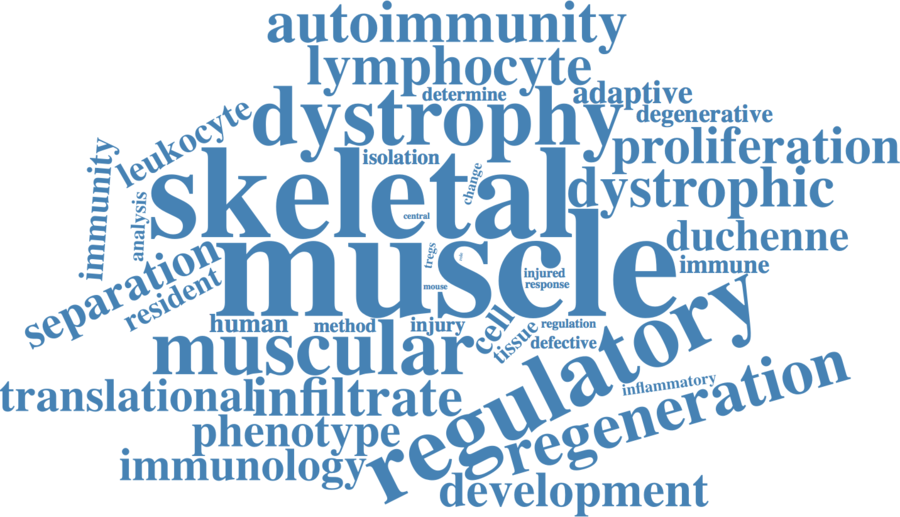 autoimmunity
lymphocyte
determine
adaptive
dystrophy
degenerative
leukocyte
proliferation
isolation
immunity
skeletal
change
dystrophic
analysis
central
duchenne
separation
muscle
tregs
immune
resident
mouse
injured
response
human
method
injury
cell
regulation
tissue
defective
muscular
regulatory
translational
infiltrate
inflammatory
phenotype
regeneration
immunology
development